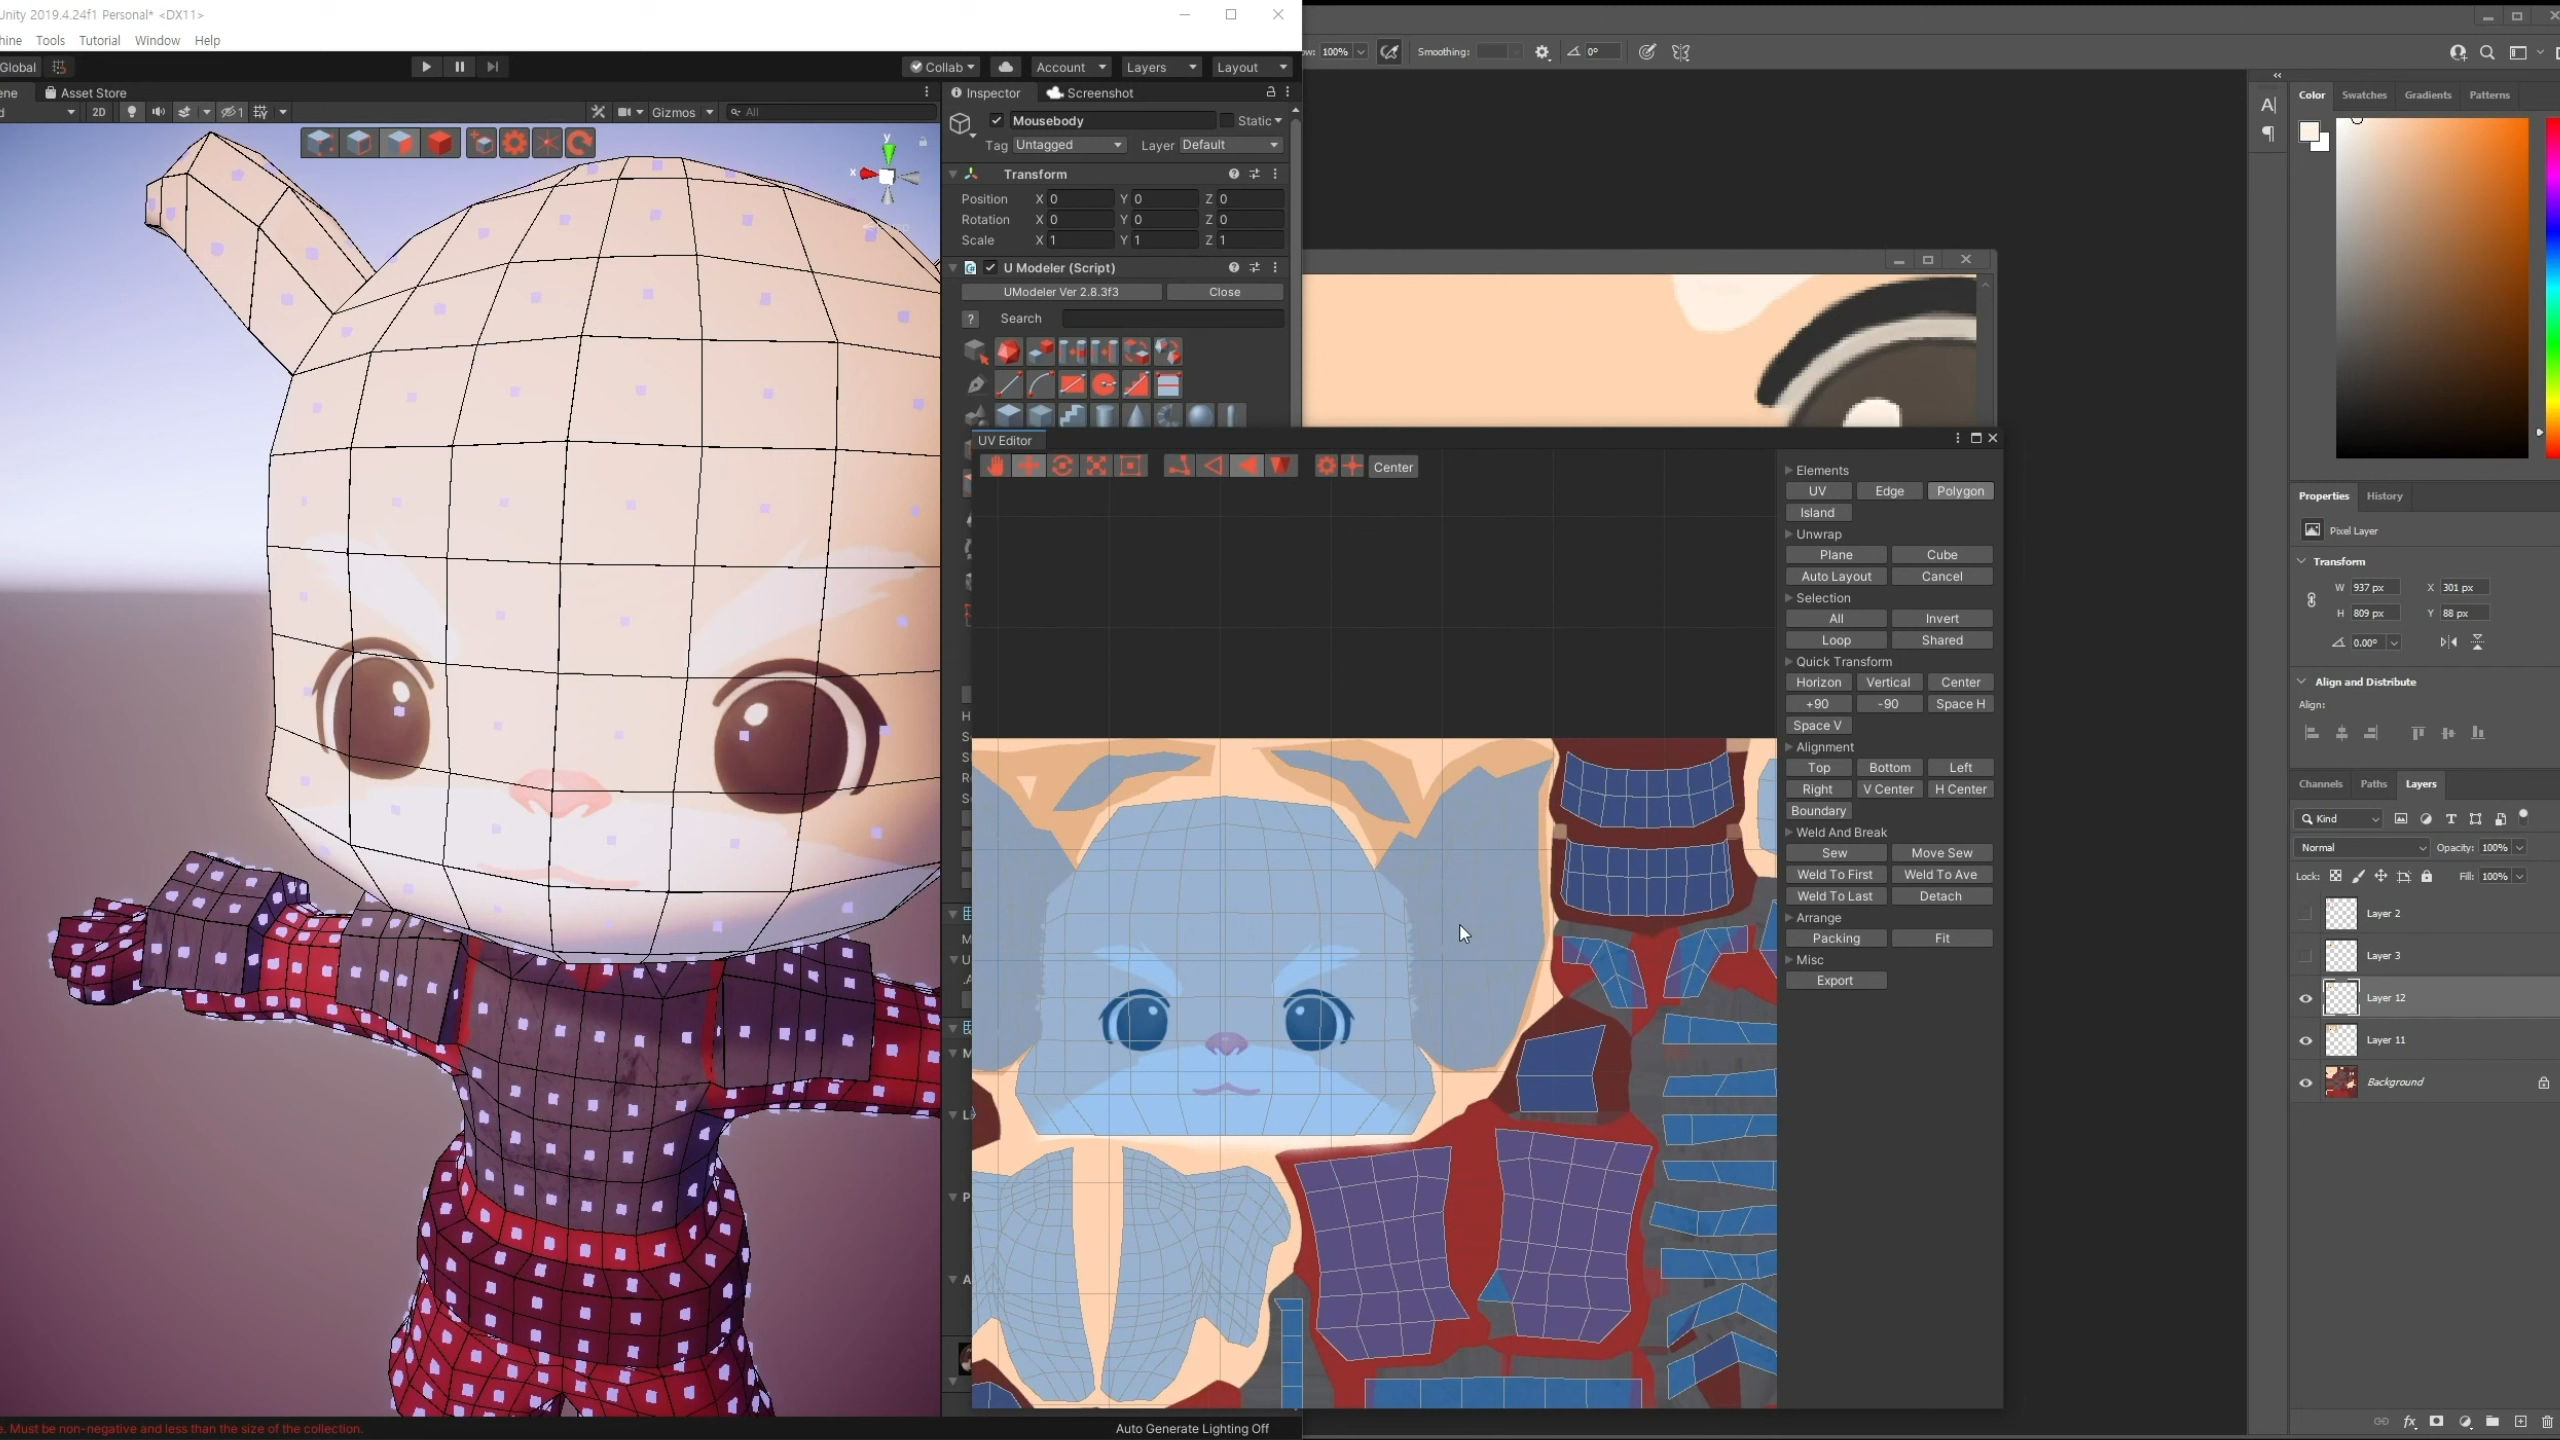 Unity 2019.4.24f1 Personal* <DX11>
Tools Tutorial Window Help
Global
Collab Account Layers Layout
Asset Store
2D Gizmos All
Inspector Screenshot
Mousebody Static
Tag Untagged Layer Default
Transform
Position X 0 Y 0 Z 0
Rotation X 0 Y 0 Z 0
Scale X 1 Y 1 Z 1
U Modeler (Script)
UModeler Ver 2.8.3f3 Close
? Search
UV Editor
Center
Elements
UV Edge Polygon
Island
Unwrap
Plane Cube
Auto Layout Cancel
Selection
All Invert
Loop Shared
Quick Transform
Horizon Vertical Center
+90 -90 Space H
Space V
Alignment
Top Bottom Left
Right V Center H Center
Boundary
Weld And Break
Sew Move Sew
Weld To First Weld To Ave
Weld To Last Detach
Arrange
Packing Fit
Misc
Export
Must be non-negative and less than the size of the collection.
Auto Generate Lighting Off
100% Smoothing: 0°
Color Swatches Gradients Patterns
Properties History
Pixel Layer
Transform
W 937 px X 301 px
H 809 px Y 88 px
0.00°
Align and Distribute
Align:
Channels Paths Layers
Kind
Normal Opacity: 100%
Lock: Fill: 100%
Layer 2
Layer 3
Layer 12
Layer 11
Background